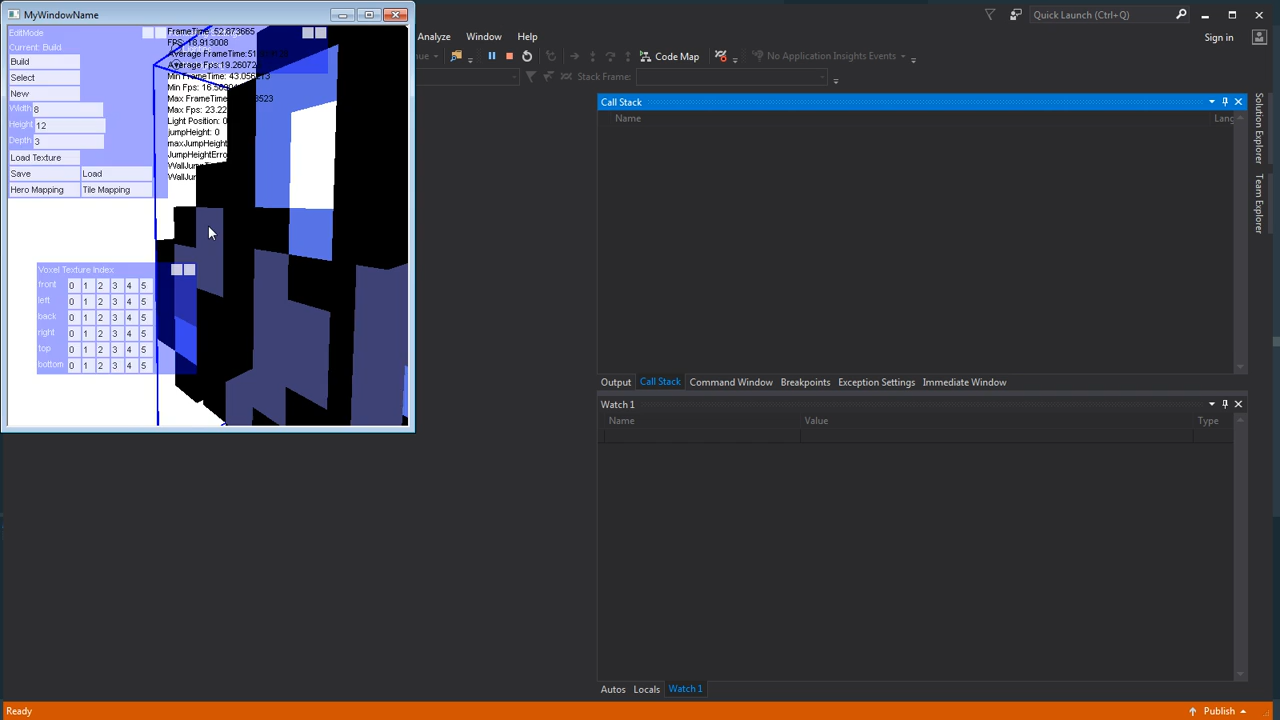 MyWindowName
Quick Launch (Ctrl+Q)
EditMode
FrameTime: 52.873665
Analyze Window Help
Sign in
FPS 18.913008
Current: Build
Average FrameTime:51
Build
Average Fps:19.26072
Code Map
No Application Insights Events
Select
Min FrameTime: 43.056
Stack Frame:
Min Fps:
New
Max FrameTime
Width 8
Max Fps: 23.22
Call Stack
Height 12
Light Position: 0
Name
Lang
jumpHeight: 0
Depth 3
maxJumpHeight
Load Texture
JumpHeightErro
WallJum
Save Load
WallJur
Hero Mapping Tile Mapping
Solution Explorer
Team Explorer
Voxel Texture Index
front 0 1 2 3 4 5
left 0 1 2 3 4 5
back 0 1 2 3 4 5
right 0 1 2 3 4 5
top 0 1 2 3 4 5
bottom 0 1 2 3 4 5
Output Call Stack Command Window Breakpoints Exception Settings Immediate Window
Watch 1
Name Value Type
Autos Locals Watch 1
Ready
Publish